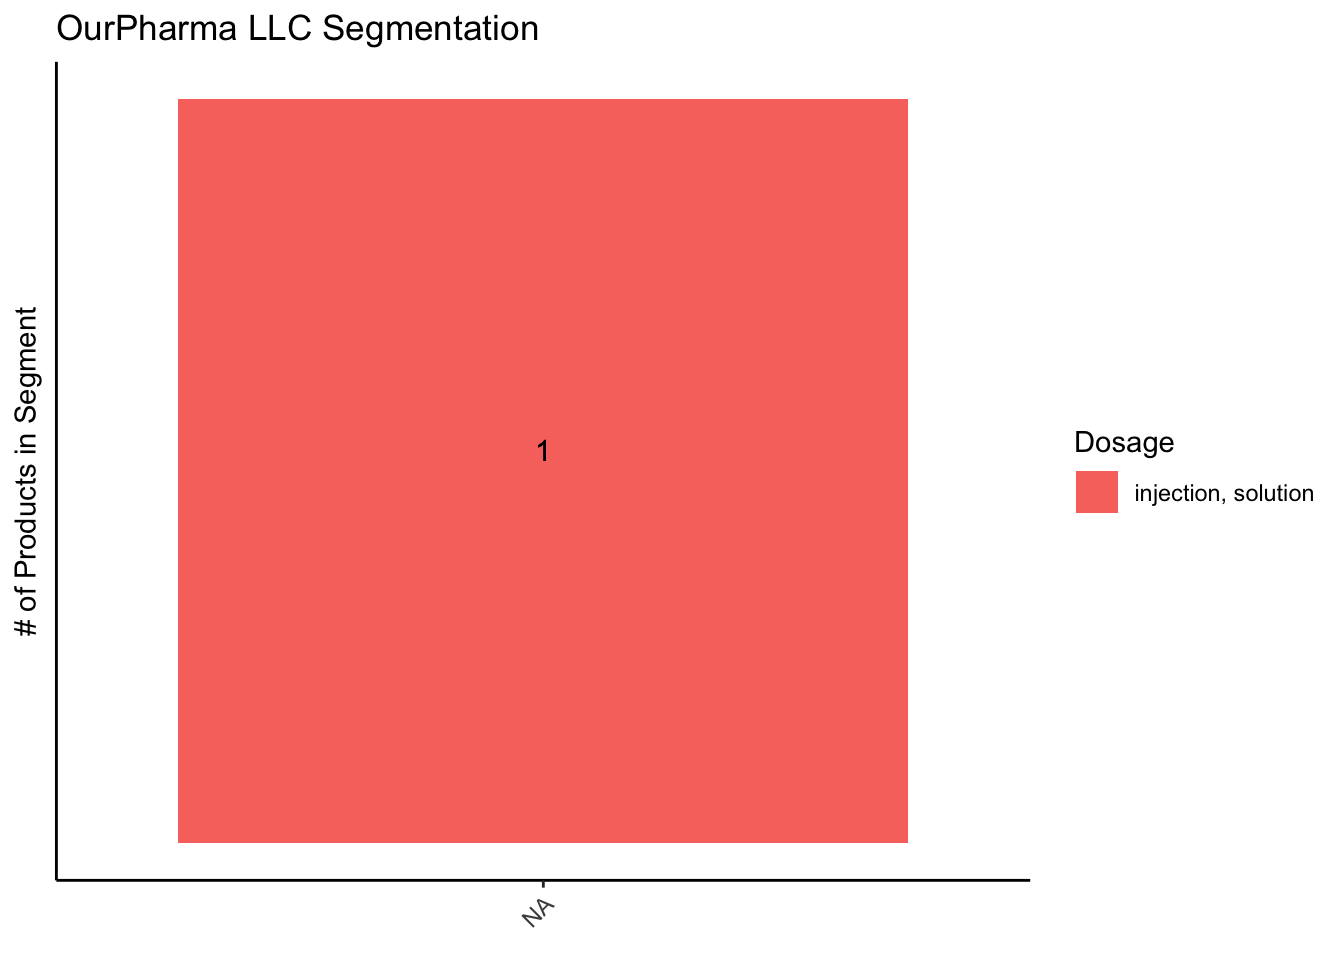 OurPharma LLC Segmentation
# of Products in Segment
1
NA
Dosage
injection, solution